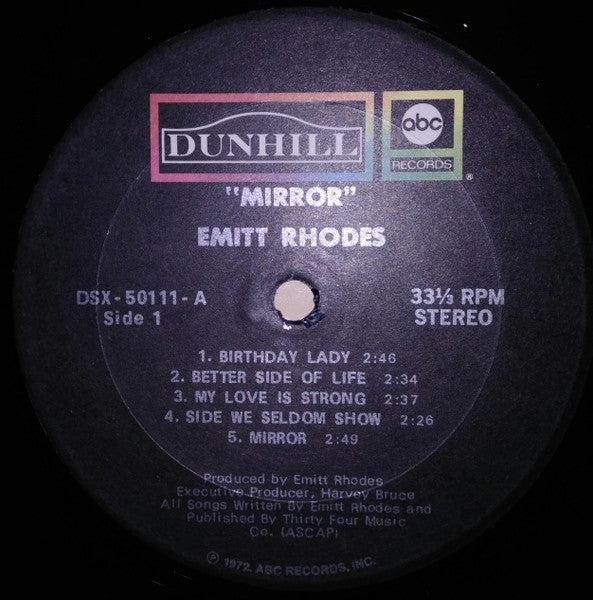 DUNHILL
abc
RECORDS
®
"MIRROR"
EMITT RHODES
DSX-50111-A
Side 1
33⅓ RPM
STEREO
1. BIRTHDAY LADY 2:46
2. BETTER SIDE OF LIFE 2:34
3. MY LOVE IS STRONG 2:37
4. SIDE WE SELDOM SHOW 2:26
5. MIRROR 2:49
Produced by Emitt Rhodes
Executive Producer, Harvey Bruce
All Songs Written By Emitt Rhodes and
Published By Thirty Four Music
Co. (ASCAP)
℗ 1972. ABC RECORDS, INC.